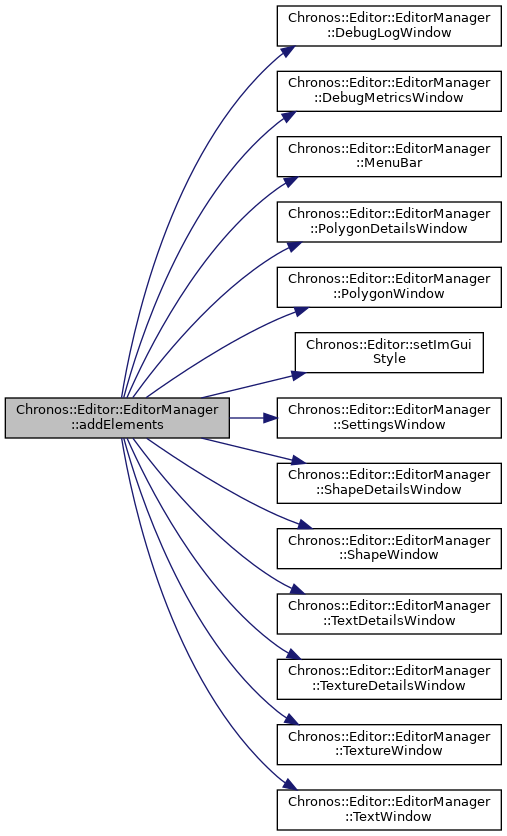 Chronos::Editor::EditorManager
::DebugLogWindow
Chronos::Editor::EditorManager
::DebugMetricsWindow
Chronos::Editor::EditorManager
::MenuBar
Chronos::Editor::EditorManager
::PolygonDetailsWindow
Chronos::Editor::EditorManager
::PolygonWindow
Chronos::Editor::setImGui
Style
Chronos::Editor::EditorManager
::addElements
Chronos::Editor::EditorManager
::SettingsWindow
Chronos::Editor::EditorManager
::ShapeDetailsWindow
Chronos::Editor::EditorManager
::ShapeWindow
Chronos::Editor::EditorManager
::TextDetailsWindow
Chronos::Editor::EditorManager
::TextureDetailsWindow
Chronos::Editor::EditorManager
::TextureWindow
Chronos::Editor::EditorManager
::TextWindow